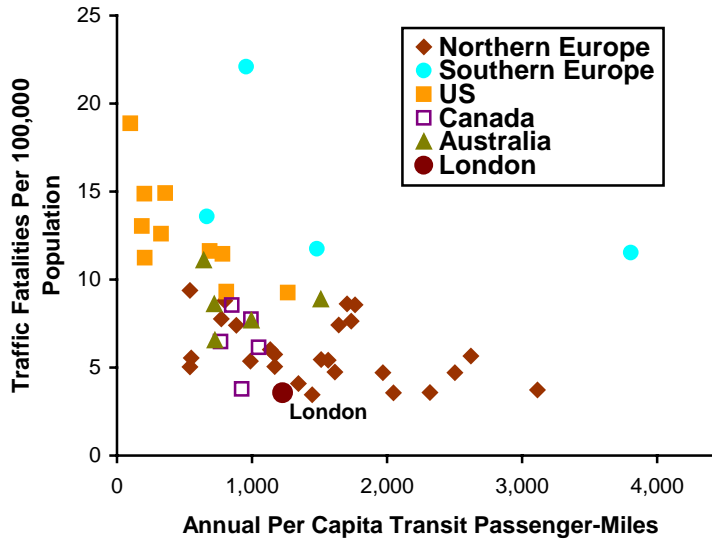 25
20
15
10
5
0
Traffic Fatalities Per 100,000
Population
Northern Europe
Southern Europe
US
Canada
Australia
London
London
0
1,000
2,000
3,000
4,000
Annual Per Capita Transit Passenger-Miles